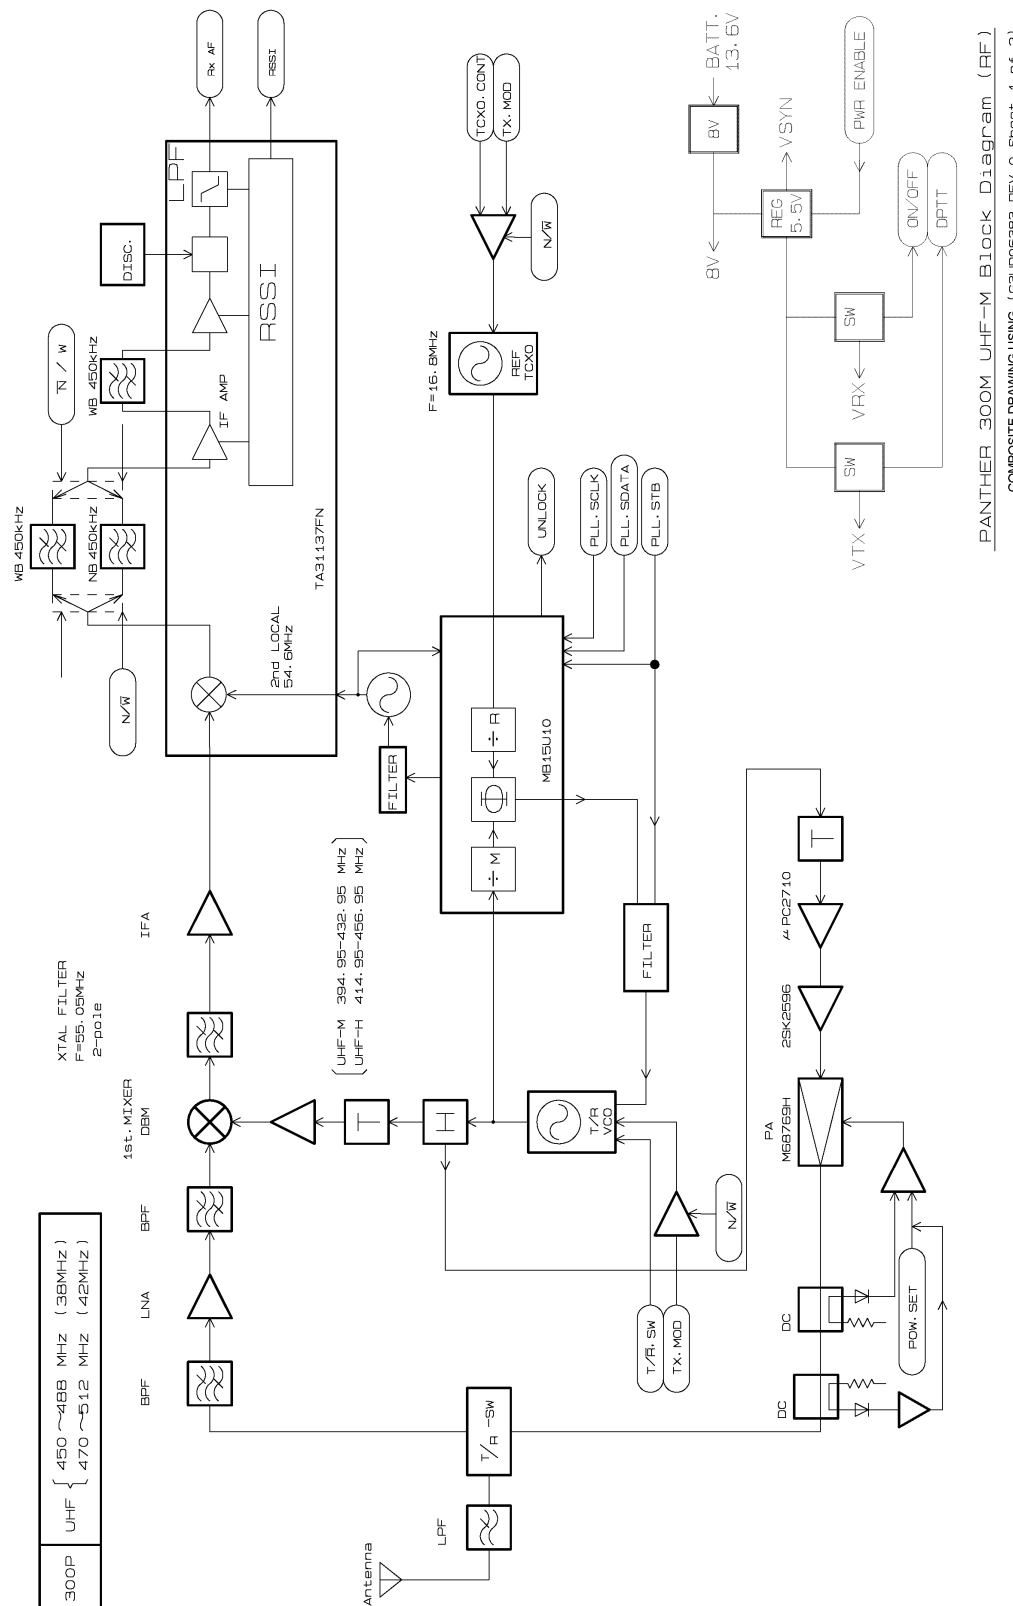 300P
UHF
450 ~488 MHz (38MHz)
470 ~512 MHz (42MHz)
Antenna
LPF
T/R -SW
BPF
LNA
BPF
1st.MIXER
DBM
XTAL FILTER
F=55.05MHz
2-pole
IFA
N/W̅
WB 450kHz
NB 450kHz
N̅ / W
WB 450kHz
DISC.
IF AMP
LPF
RSSI
Rx AF
RSSI
TA31137FN
2nd LOCAL
54.6MHz
T
H
UHF-M 394.95-432.95 MHz
UHF-H 414.95-456.95 MHz
FILTER
÷ M
Φ
÷ R
MB15U10
F=16.8MHz
REF
TCXO
TCXO.CONT
TX.MOD
N/W̅
UNLOCK
PLL.SCLK
PLL.SDATA
PLL.STB
T/R
VCO
FILTER
T/R̅.SW
TX.MOD
N/W̅
T
μPC2710
2SK2596
PA
M68769H
DC
DC
POW.SET
BATT.
13.6V
8V
8V
REG
5.5V
VSYN
PWR ENABLE
SW
VRX
ON/OFF
SW
VTX
DPTT
PANTHER 300M UHF-M Block Diagram (RF)
COMPOSITE DRAWING USING